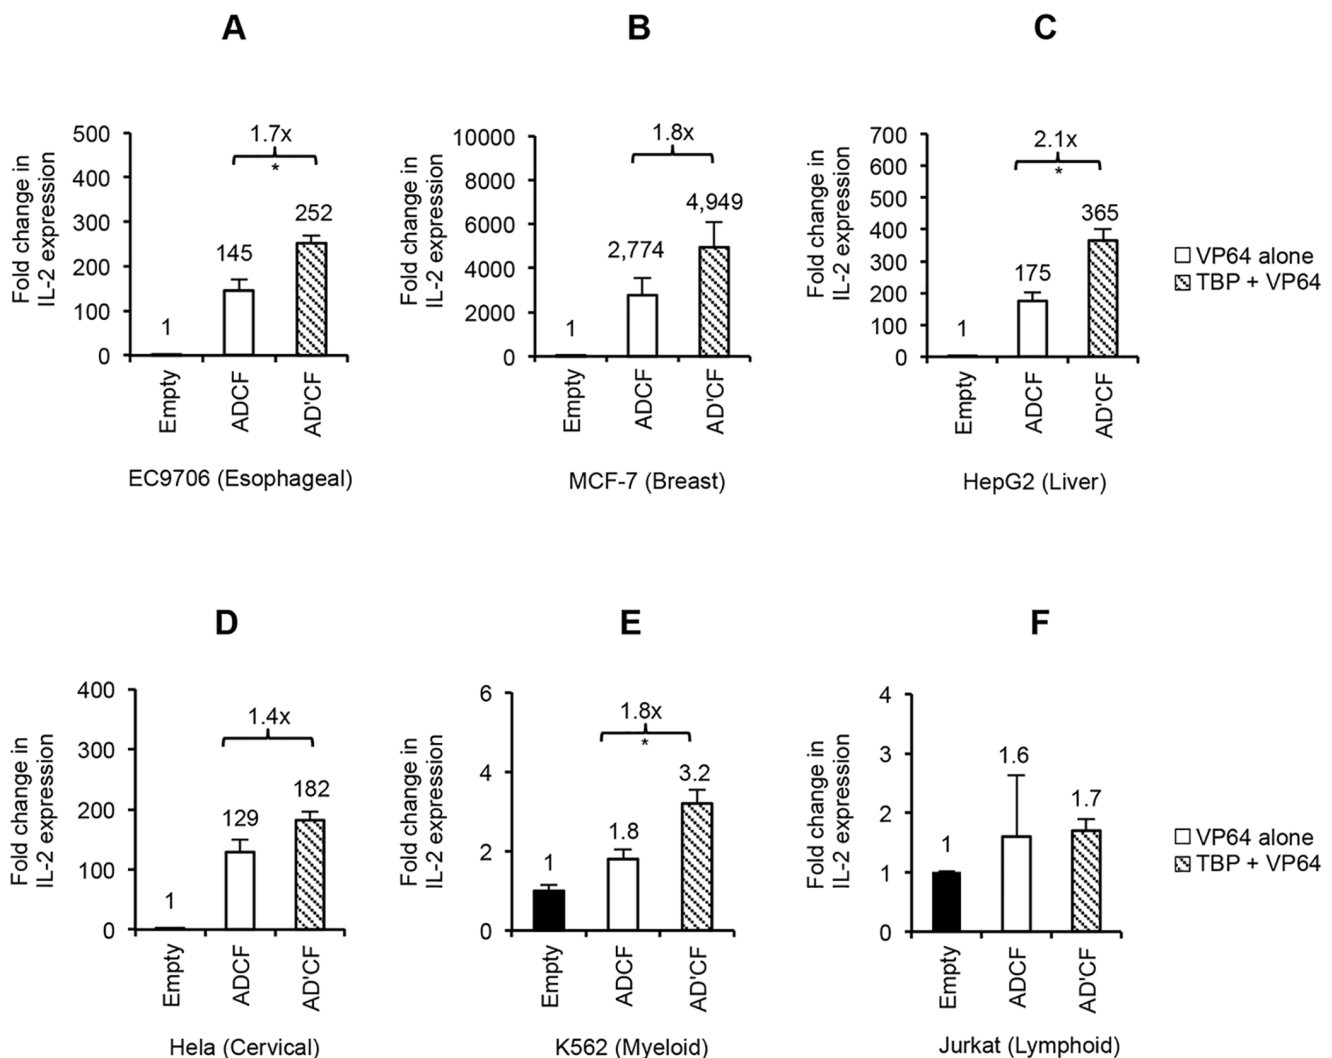 A
B
C
Fold change in
IL-2 expression
500
400
300
200
100
0
1.7x
*
1
145
252
Empty
ADCF
AD'CF
EC9706 (Esophageal)
Fold change in
IL-2 expression
10000
8000
6000
4000
2000
0
1.8x
1
2,774
4,949
Empty
ADCF
AD'CF
MCF-7 (Breast)
Fold change in
IL-2 expression
700
600
500
400
300
200
100
0
2.1x
*
1
175
365
Empty
ADCF
AD'CF
HepG2 (Liver)
VP64 alone
TBP + VP64
D
E
F
Fold change in
IL-2 expression
400
300
200
100
0
1.4x
1
129
182
Empty
ADCF
AD'CF
Hela (Cervical)
Fold change in
IL-2 expression
6
4
2
0
1.8x
*
1
1.8
3.2
Empty
ADCF
AD'CF
K562 (Myeloid)
Fold change in
IL-2 expression
4
3
2
1
0
1
1.6
1.7
Empty
ADCF
AD'CF
Jurkat (Lymphoid)
VP64 alone
TBP + VP64